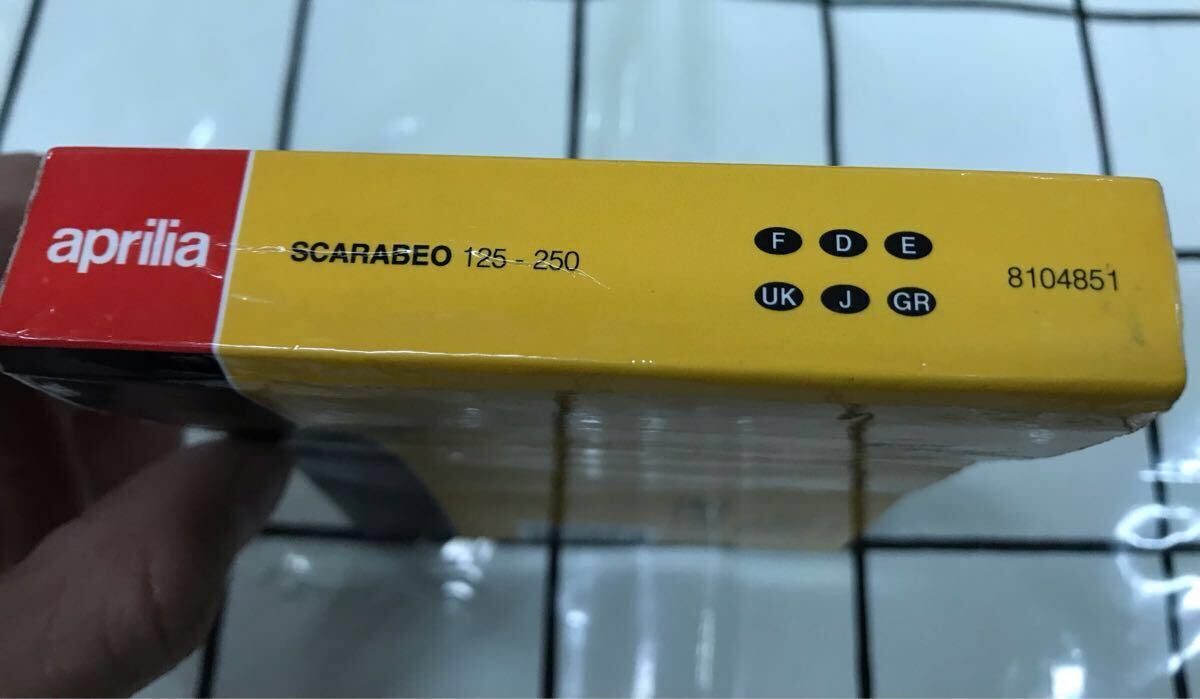 aprilia
SCARABEO 125 - 250
F D E
UK J GR
8104851